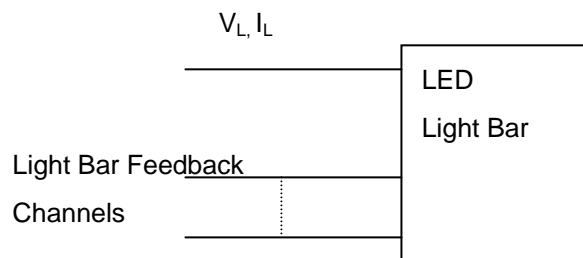 VL, IL
LED
Light Bar
Light Bar Feedback
Channels